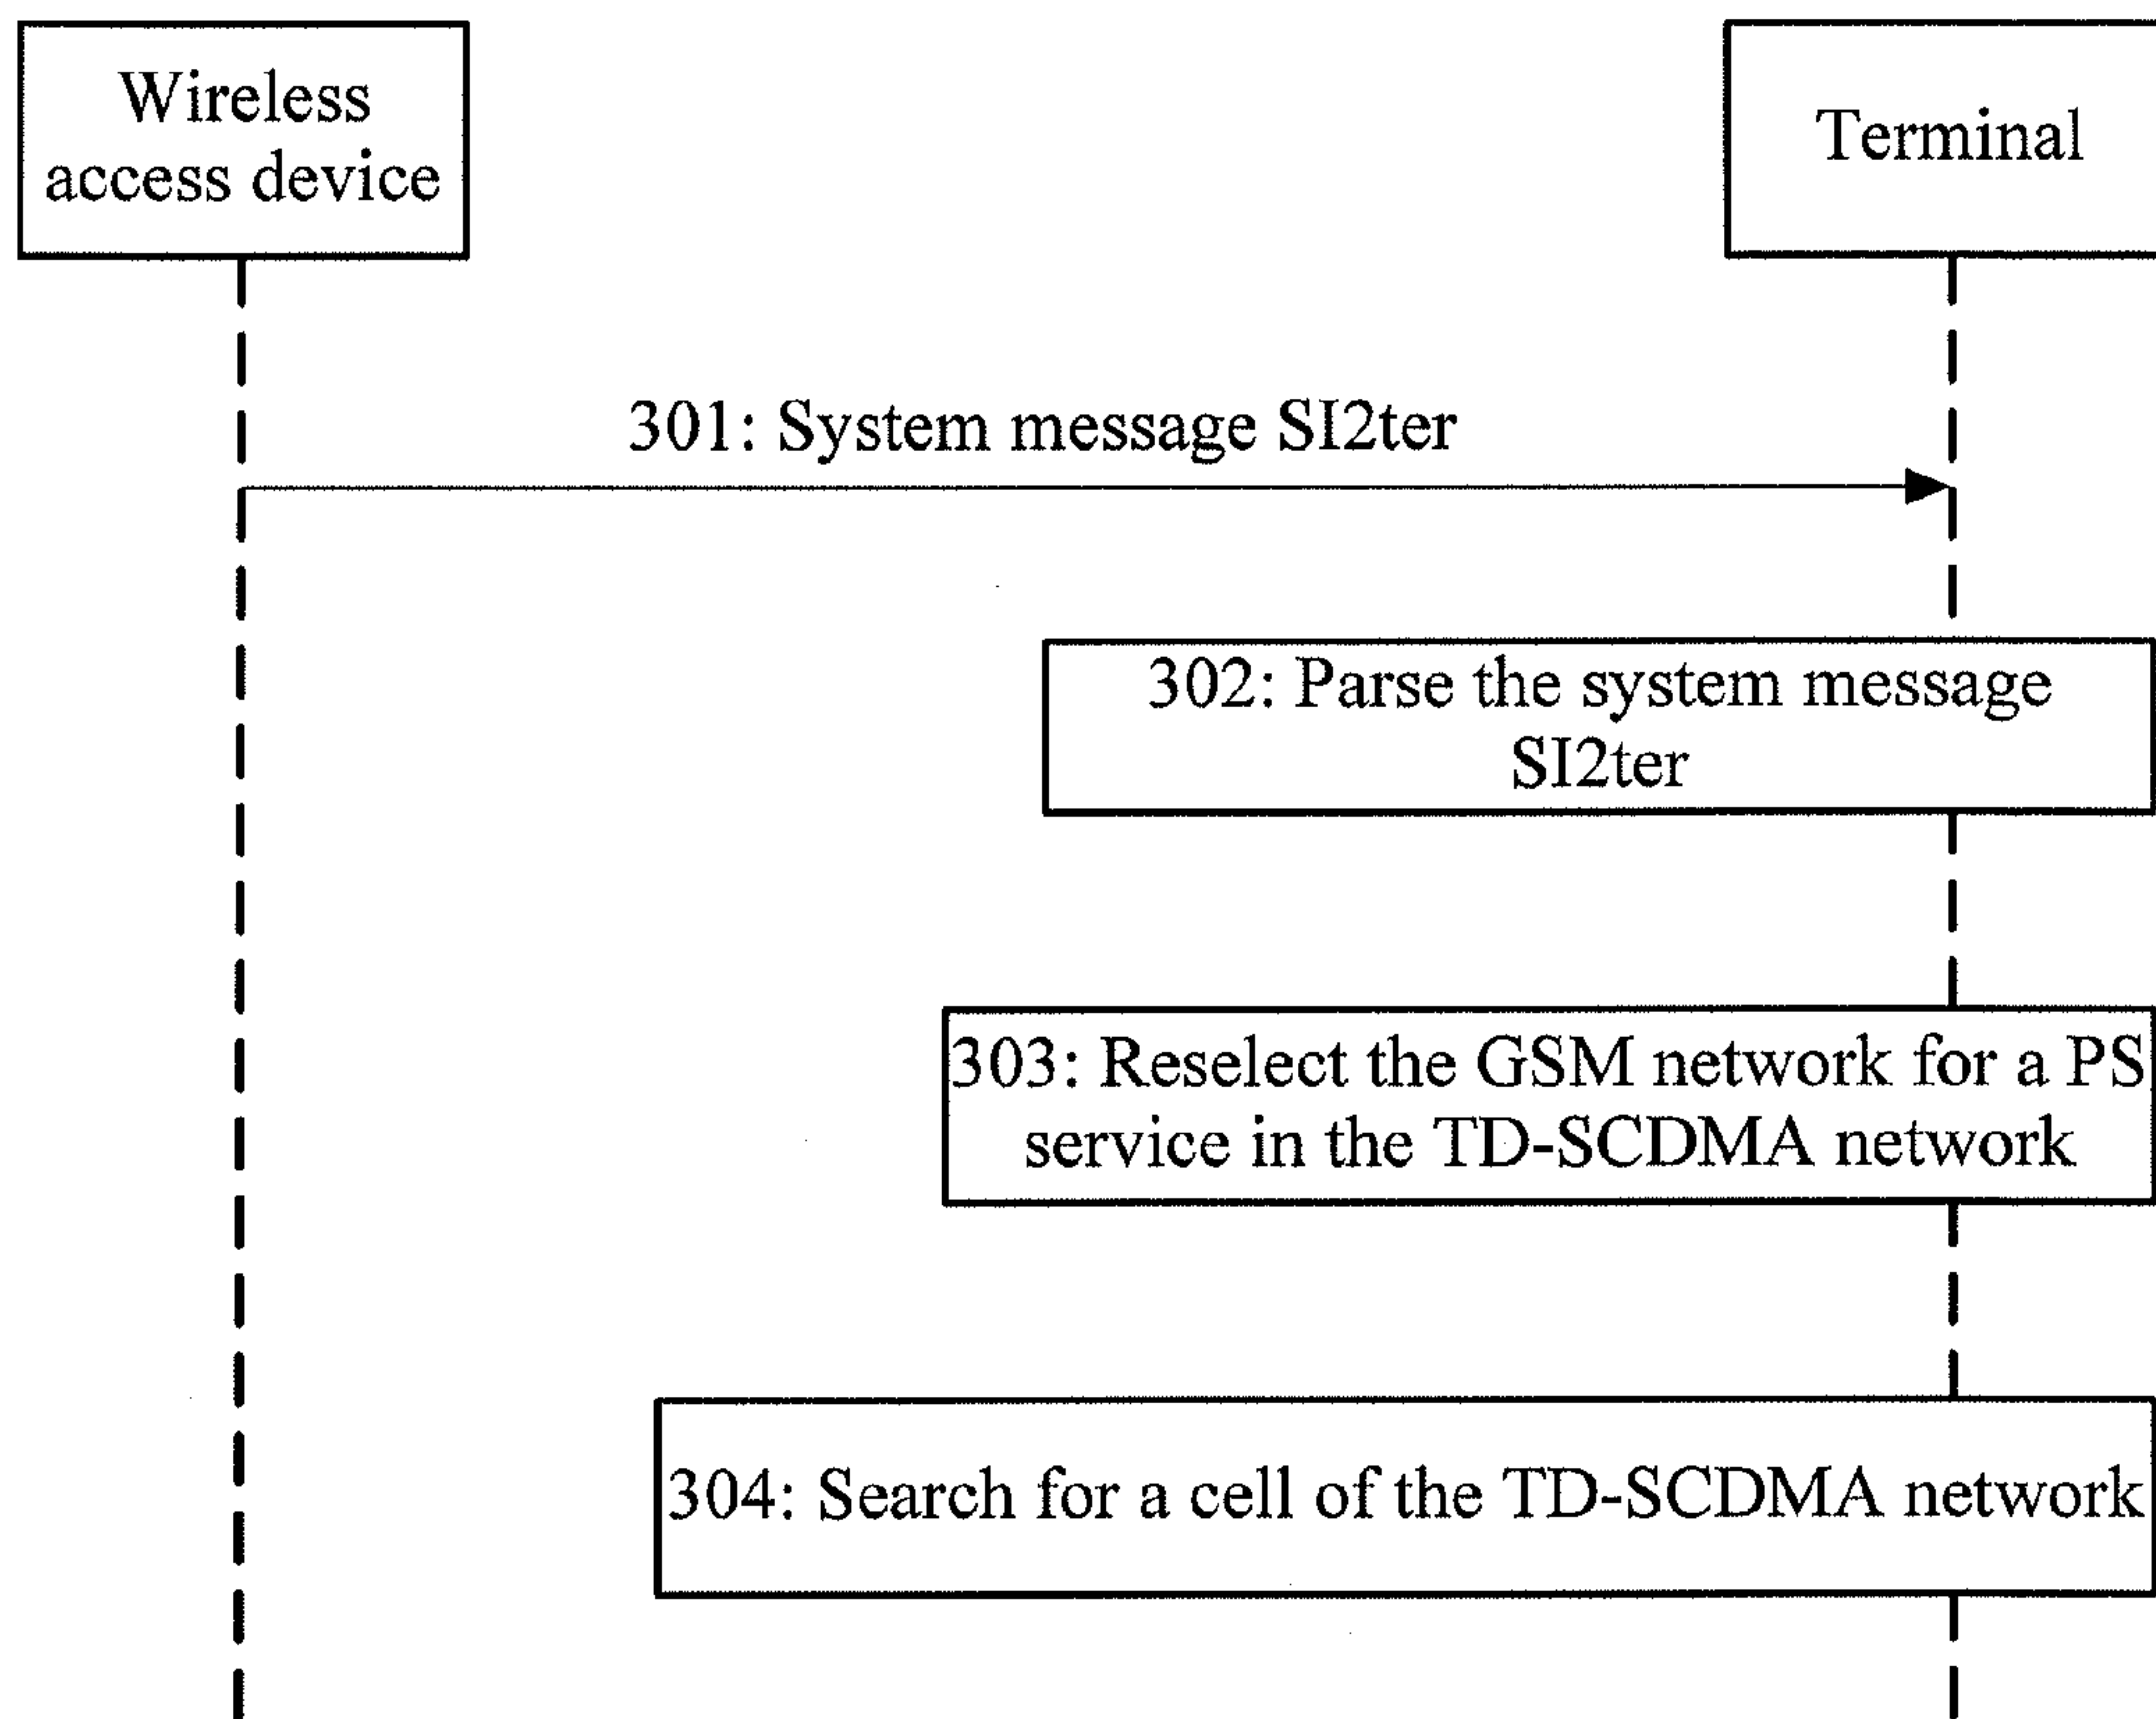 Wireless
access device
Terminal
301: System message SI2ter
302: Parse the system message
SI2ter
303: Reselect the GSM network for a PS
service in the TD-SCDMA network
304: Search for a cell of the TD-SCDMA network